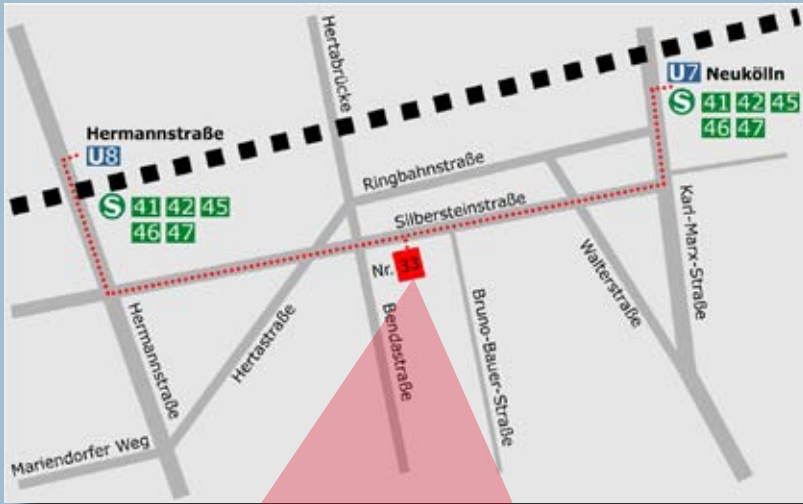 Hertabrücke
U7 Neukölln
S 41 42 45
46 47
Hermannstraße
U8
S 41 42 45
46 47
Ringbahnstraße
Silbersteinstraße
Karl-Marx-Straße
Walterstraße
Nr. 33
Hermannstraße
Hertastraße
Bendastraße
Bruno-Bauer-Straße
Mariendorfer Weg